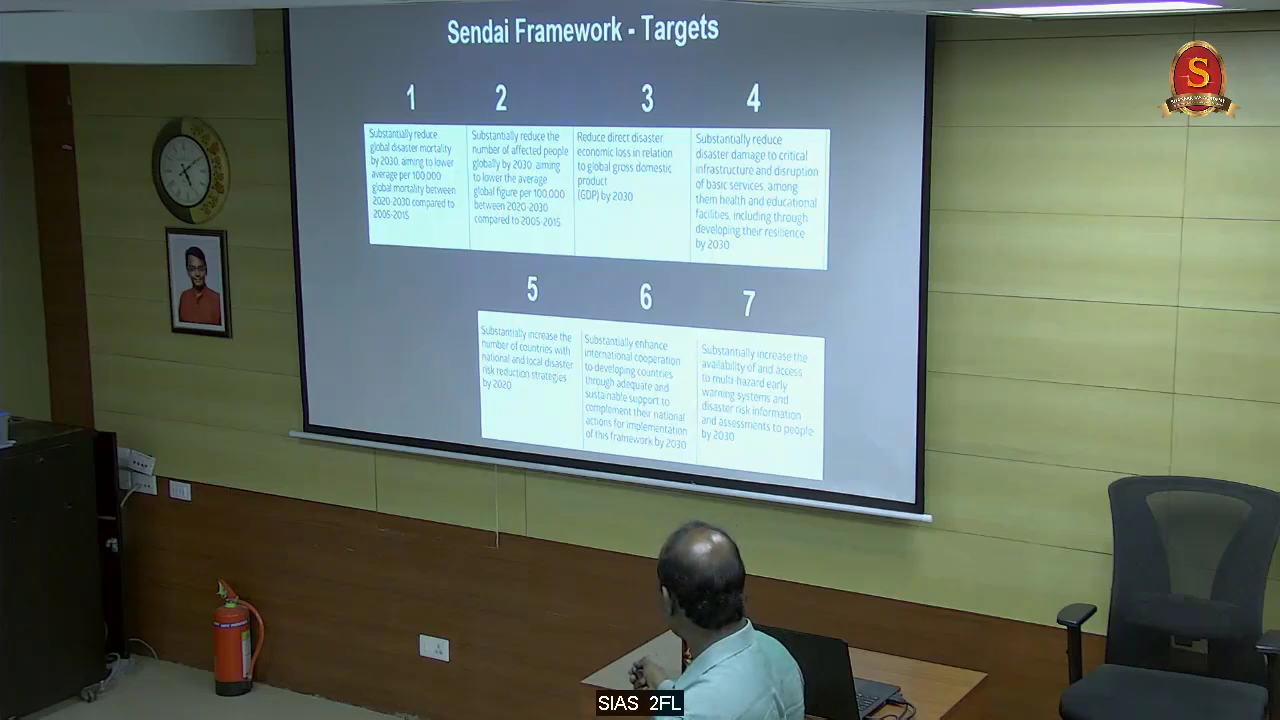 Sendai Framework - Targets
1
2
3
4
Substantially reduce
global disaster mortality
by 2030, aiming to lower
average per 100,000
global mortality between
2020-2030 compared to
2005-2015
Substantially reduce the
number of affected people
globally by 2030, aiming
to lower the average
global figure per 100,000
between 2020-2030
compared to 2005-2015
Reduce direct disaster
economic loss in relation
to global gross domestic
product
(GDP) by 2030
Substantially reduce
disaster damage to critical
infrastructure and disruption
of basic services, among
them health and educational
facilities, including through
developing their resilience
by 2030
5
6
7
Substantially increase the
number of countries with
national and local disaster
risk reduction strategies
by 2020
Substantially enhance
international cooperation
to developing countries
through adequate and
sustainable support to
complement their national
actions for implementation
of this framework by 2030
Substantially increase the
availability of and access
to multi-hazard early
warning systems and
disaster risk information
and assessments to people
by 2030
S
SIAS 2FL